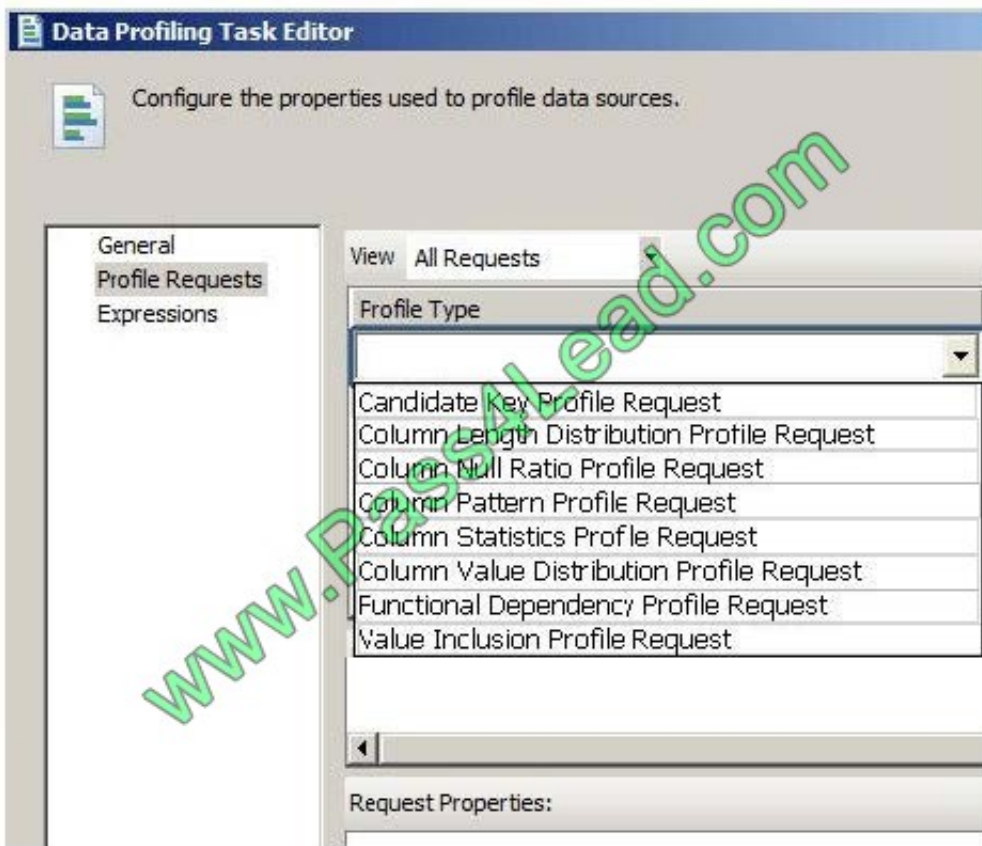 Data Profiling Task Editor
Configure the properties used to profile data sources.
General
Profile Requests
Expressions
View All Requests
Profile Type
Candidate Key Profile Request
Column Length Distribution Profile Request
Column Null Ratio Profile Request
Column Pattern Profile Request
Column Statistics Profile Request
Column Value Distribution Profile Request
Functional Dependency Profile Request
Value Inclusion Profile Request
Request Properties:
www.Pass4Lead.com